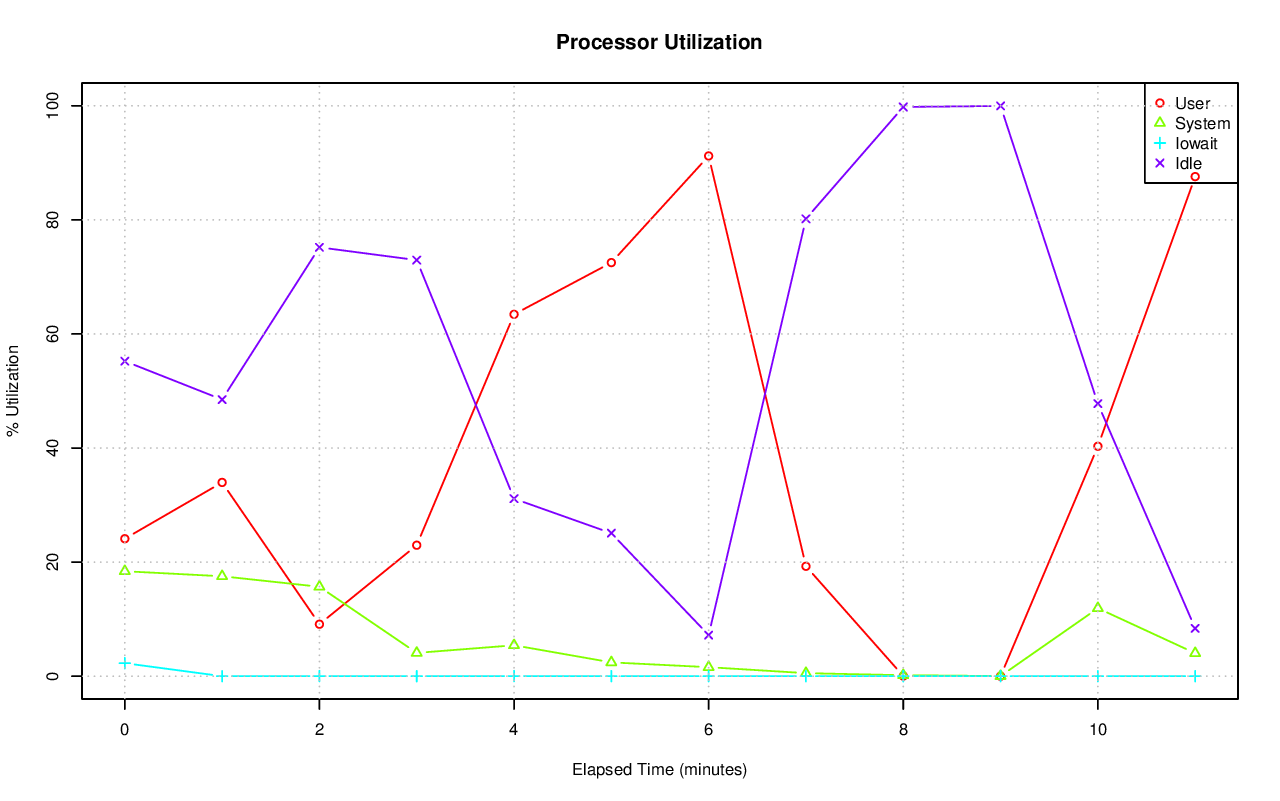 Processor Utilization
User
System
Iowait
Idle
% Utilization
100
80
60
40
20
0
0 2 4 6 8 10
Elapsed Time (minutes)